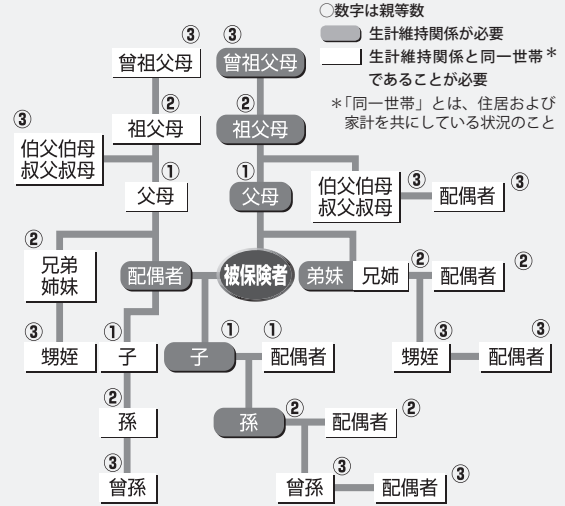 ○数字は親等数
生計維持関係が必要
生計維持関係と同一世帯*
であることが必要
*「同一世帯」とは、住居および
家計を共にしている状況のこと
③
曾祖父母
③
曾祖父母
②
祖父母
②
祖父母
③
伯父伯母
叔父叔母
①
父母
①
父母
伯父伯母
叔父叔母
③
配偶者
③
②
兄弟
姉妹
配偶者
被保険者
弟妹
兄姉
②
配偶者
②
③
甥姪
①
子
子
①
①
配偶者
甥姪
③
配偶者
③
②
孫
孫
②
配偶者
②
③
曾孫
曾孫
③
配偶者
③